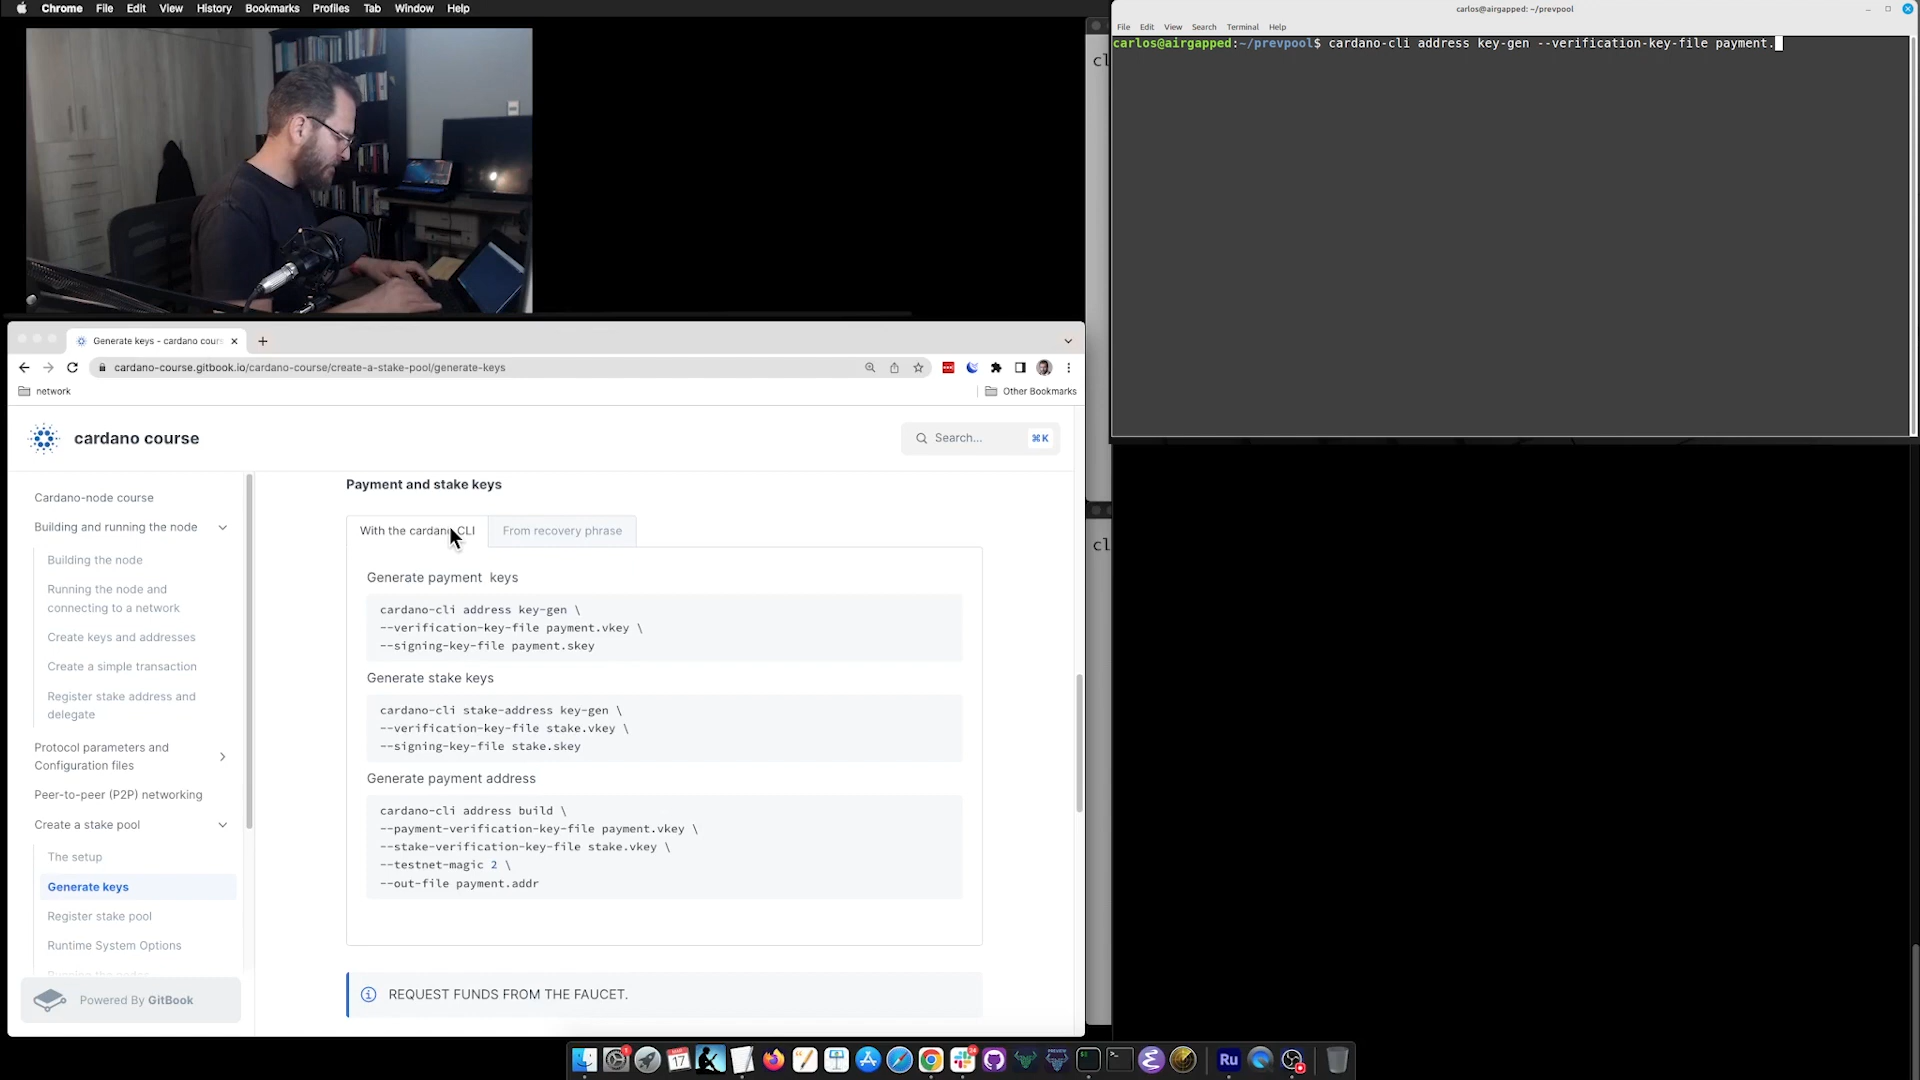 Chrome File Edit View History Bookmarks Profiles Tab Window Help
carlos@airgapped: ~/prevpool
File Edit View Search Terminal Help
carlos@airgapped:~/prevpool$ cardano-cli address key-gen --verification-key-file payment.
cl
cl
Generate keys - cardano cour
cardano-course.gitbook.io/cardano-course/create-a-stake-pool/generate-keys
network
Other Bookmarks
cardano course
Search...
⌘K
Cardano-node course
Building and running the node
Building the node
Running the node and
connecting to a network
Create keys and addresses
Create a simple transaction
Register stake address and
delegate
Protocol parameters and
Configuration files
Peer-to-peer (P2P) networking
Create a stake pool
The setup
Generate keys
Register stake pool
Runtime System Options
Powered By GitBook
Payment and stake keys
With the cardano CLI
From recovery phrase
Generate payment keys
cardano-cli address key-gen \
--verification-key-file payment.vkey \
--signing-key-file payment.skey
Generate stake keys
cardano-cli stake-address key-gen \
--verification-key-file stake.vkey \
--signing-key-file stake.skey
Generate payment address
cardano-cli address build \
--payment-verification-key-file payment.vkey \
--stake-verification-key-file stake.vkey \
--testnet-magic 2 \
--out-file payment.addr
REQUEST FUNDS FROM THE FAUCET.
17
Ru